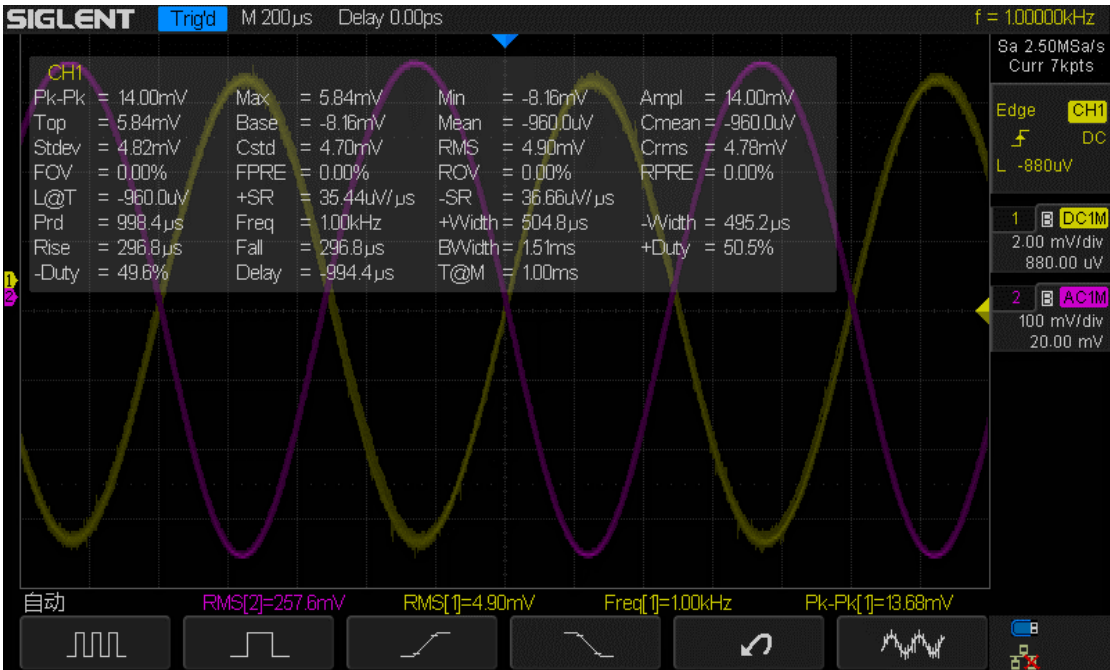 SIGLENT Trig'd M 200µs Delay 0.00ps f = 1.00000kHz
Sa 2.50MSa/s
Curr 7kpts
CH1
Pk-Pk = 14.00mV Max = 5.84mV Min = -8.16mV Ampl = 14.00mV
Top = 5.84mV Base = -8.16mV Mean = -960.0uV Cmean = -960.0uV
Stdev = 4.82mV Cstd = 4.70mV RMS = 4.90mV Crms = 4.78mV
FOV = 0.00% FPRE = 0.00% ROV = 0.00% RPRE = 0.00%
L@T = -960.0uV +SR = 35.44uV/µs -SR = 36.66uV/µs
Prd = 998.4µs Freq = 1.00kHz +Width = 504.8µs -Width = 495.2µs
Rise = 296.8µs Fall = 296.8µs BWidth = 1.51ms +Duty = 50.5%
-Duty = 49.6% Delay = -994.4µs T@M = 1.00ms
Edge CH1
DC
L -880uV
1 B DC1M
2.00 mV/div
880.00 uV
2 B AC1M
100 mV/div
20.00 mV
1
2
自动 RMS[2]=257.6mV RMS[1]=4.90mV Freq[1]=1.00kHz Pk-Pk[1]=13.68mV